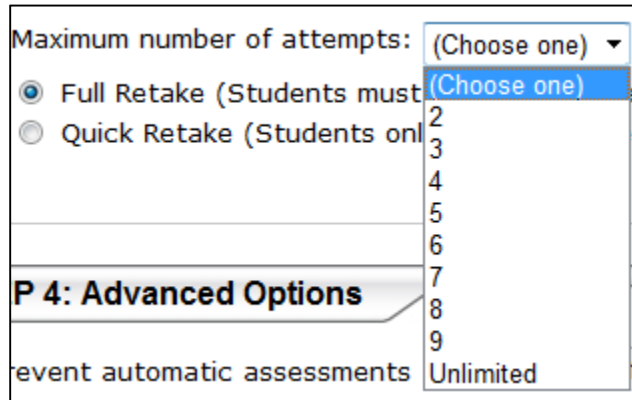 Maximum number of attempts: (Choose one)
Full Retake (Students must
Quick Retake (Students onl
(Choose one)
2
3
4
5
6
7
8
9
Unlimited
P 4: Advanced Options
revent automatic assessments